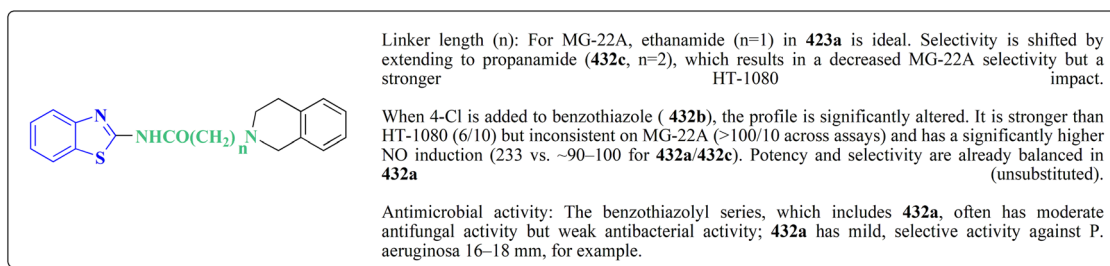 N
S
NHCO(CH2)
n
N
Linker length (n): For MG-22A, ethanamide (n=1) in 423a is ideal. Selectivity is shifted by
extending to propanamide (432c, n=2), which results in a decreased MG-22A selectivity but a
stronger HT-1080 impact.
When 4-Cl is added to benzothiazole ( 432b), the profile is significantly altered. It is stronger than
HT-1080 (6/10) but inconsistent on MG-22A (>100/10 across assays) and has a significantly higher
NO induction (233 vs. ~90–100 for 432a/432c). Potency and selectivity are already balanced in
432a (unsubstituted).
Antimicrobial activity: The benzothiazolyl series, which includes 432a, often has moderate
antifungal activity but weak antibacterial activity; 432a has mild, selective activity against P.
aeruginosa 16–18 mm, for example.